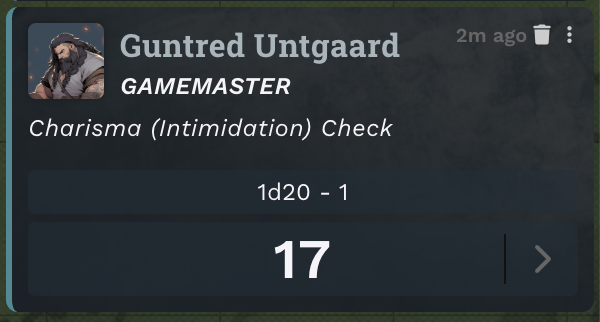 Guntred Untgaard
2m ago
GAMEMASTER
Charisma (Intimidation) Check
1d20 - 1
17